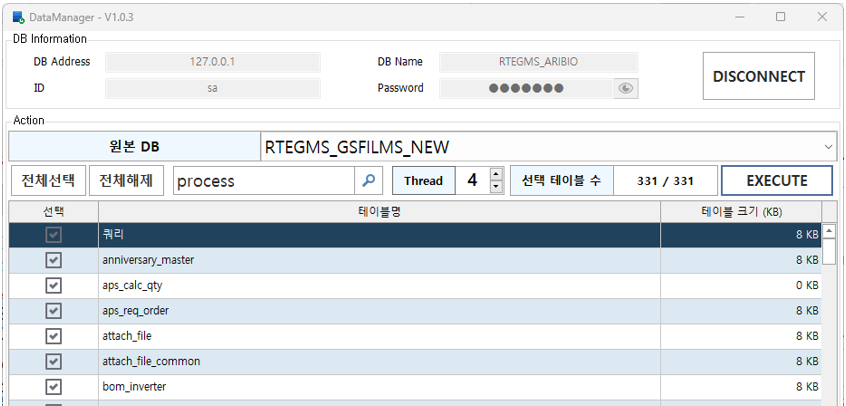 DataManager - V1.0.3
DB Information
DB Address 127.0.0.1 DB Name RTEGMS_ARIBIO
DISCONNECT
ID sa Password ●●●●●●●
Action
원본 DB RTEGMS_GSFILMS_NEW
전체선택 전체해제 process Thread 4 선택 테이블 수 331 / 331 EXECUTE
선택 테이블명 테이블 크기 (KB)
쿼리 8 KB
anniversary_master 8 KB
aps_calc_qty 0 KB
aps_req_order 8 KB
attach_file 8 KB
attach_file_common 8 KB
bom_inverter 8 KB